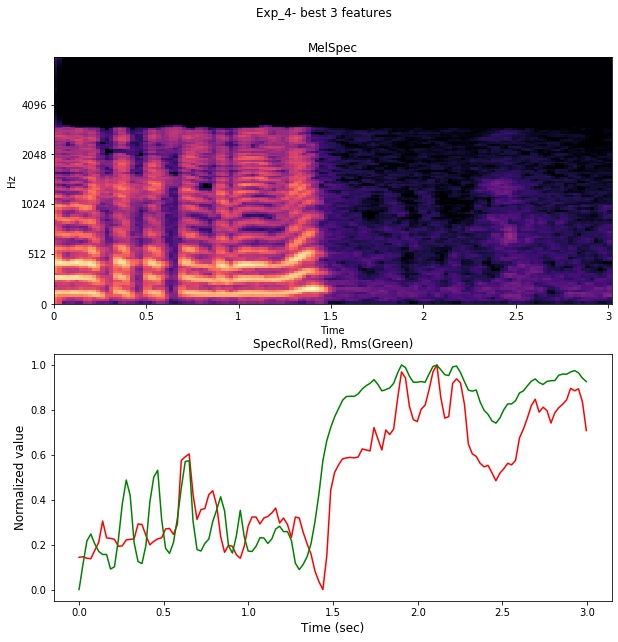 Exp_4- best 3 features
MelSpec
4096
2048
1024
512
0
Hz
0 0.5 1 1.5 2 2.5 3
Time
SpecRol(Red), Rms(Green)
1.0
0.8
0.6
0.4
0.2
0.0
Normalized value
0.0 0.5 1.0 1.5 2.0 2.5 3.0
Time (sec)